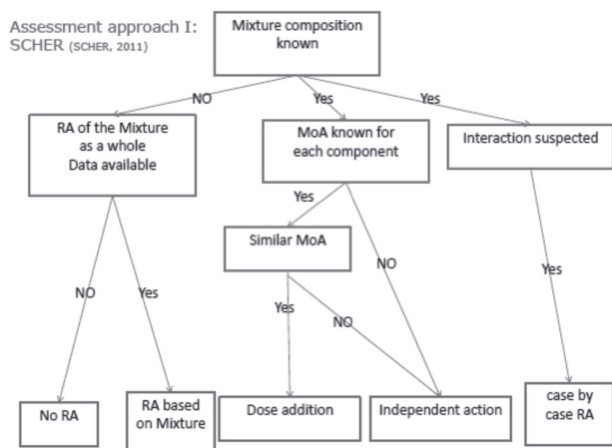 Assessment approach I:
SCHER (SCHER, 2011)
Mixture composition
known
NO
Yes
Yes
RA of the Mixture
as a whole
Data available
MoA known for
each component
Interaction suspected
Yes
Similar MoA
NO
Yes
NO
Yes
Yes
NO
No RA
RA based
on Mixture
Dose addition
Independent action
case by
case RA